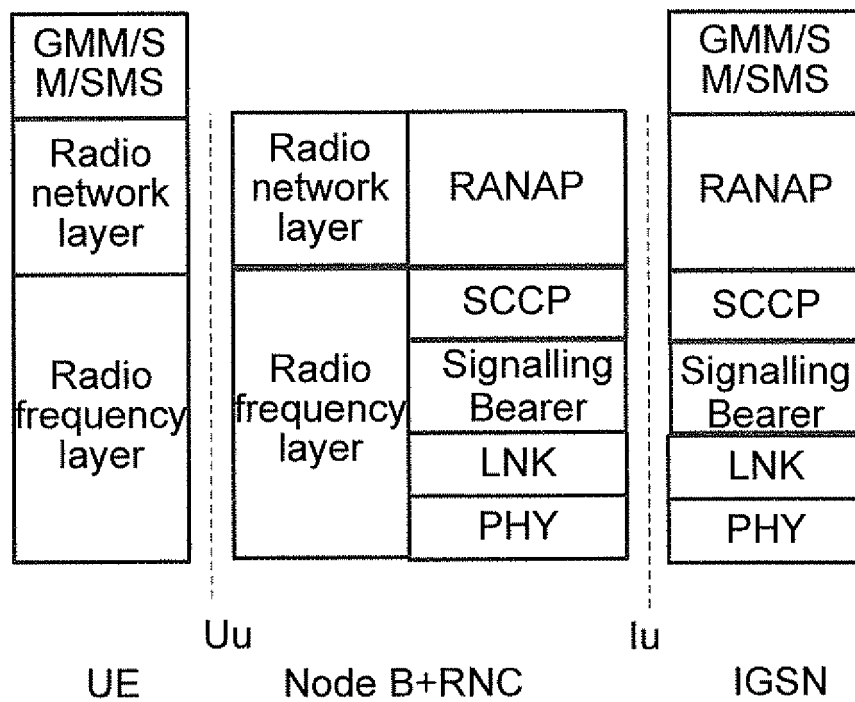 GMM/S
M/SMS
Radio
network
layer
Radio
frequency
layer
Radio
network
layer
Radio
frequency
layer
RANAP
SCCP
Signalling
Bearer
LNK
PHY
GMM/S
M/SMS
RANAP
SCCP
Signalling
Bearer
LNK
PHY
Uu
Iu
UE
Node B+RNC
IGSN